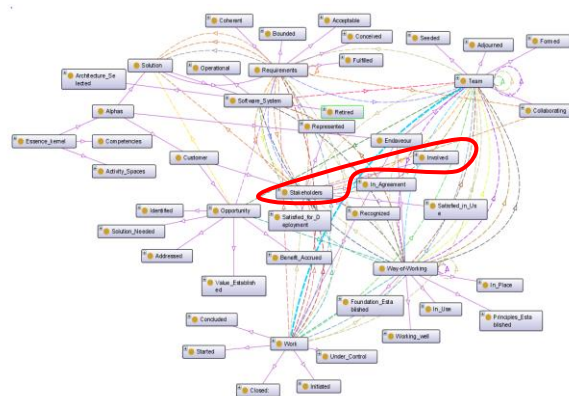 Coherent
Acceptable
Seeded
Formed
Bounded
Conceived
Adjourned
Solution
Requirements
Fulfilled
Team
Architecture_Se
lected
Operational
Software_System
Collaborating
Alphas
Retired
Represented
Endavour
Essence_kernel
Competencies
Customer
Involved
Activity_Spaces
In_Agreement
Stakeholders
Identified
Opportunity
Satisfied_for_D
eployment
Recognized
Satisfied_in_Us
e
Solution_Needed
Addressed
Benefit_Accrued
Way-of-Working
Value_Establish
ed
In_Place
Foundation_Esta
blished
In_Use
Principles_Esta
blished
Concluded
Working_well
Work
Started
Under_Control
Closed:
Initiated